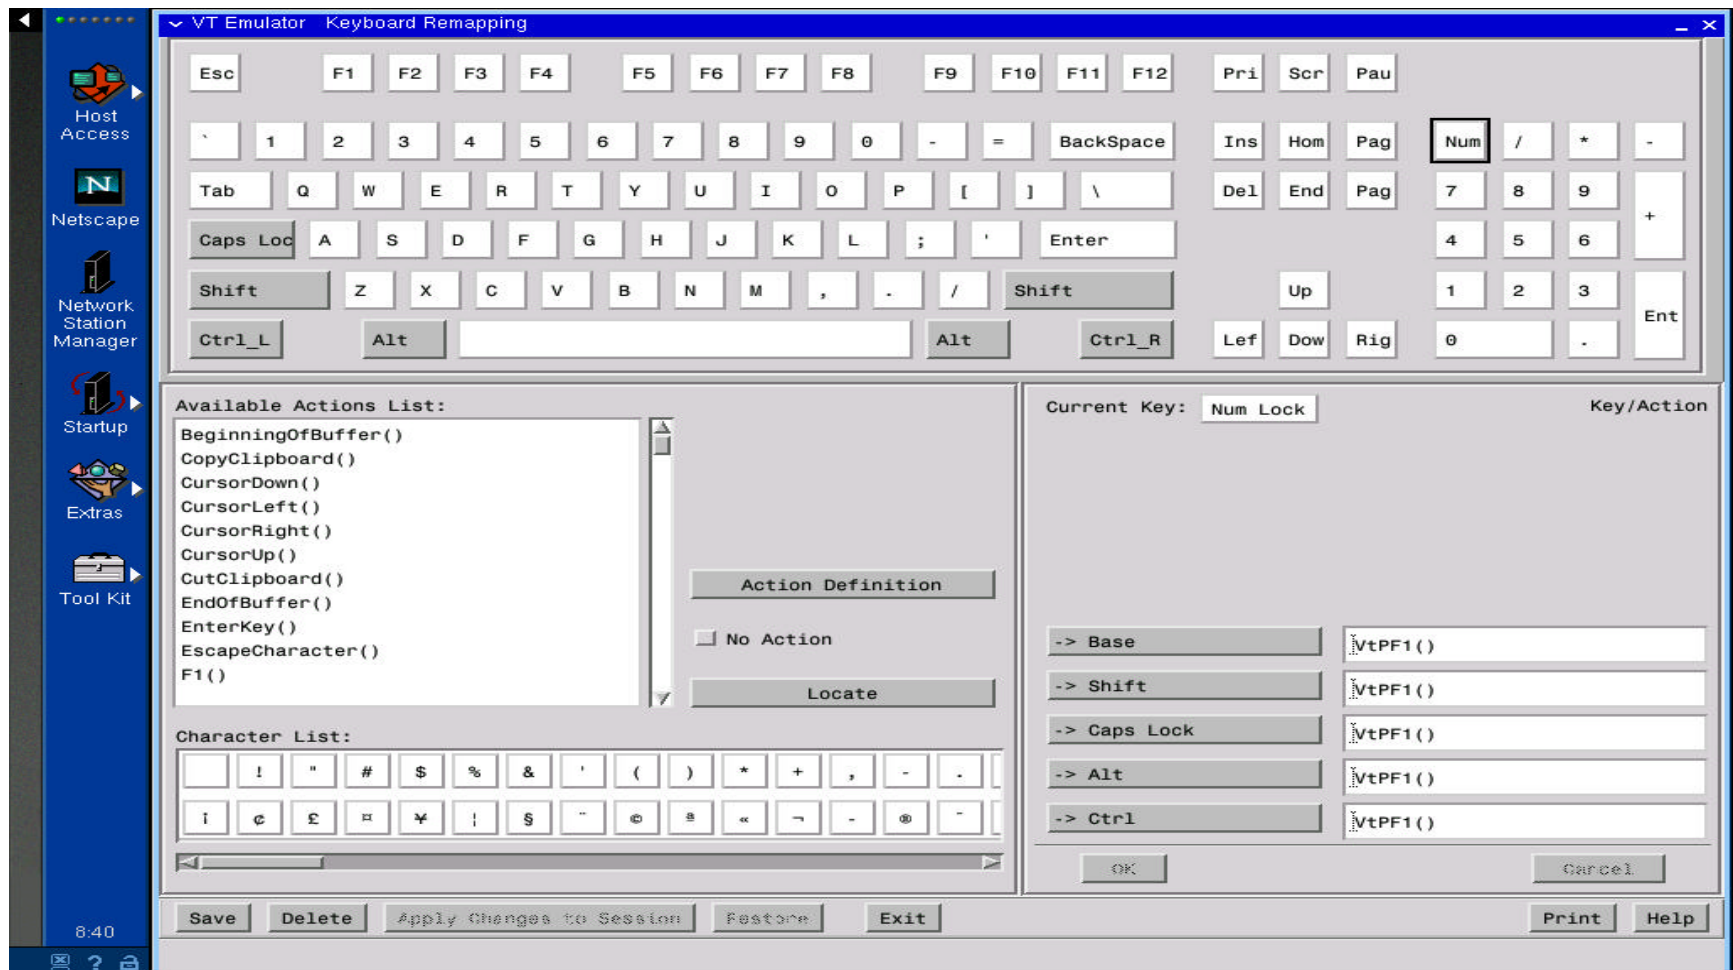 VT Emulator Keyboard Remapping
Esc F1 F2 F3 F4 F5 F6 F7 F8 F9 F10 F11 F12 Pri Scr Pau
` 1 2 3 4 5 6 7 8 9 0 - = BackSpace Ins Hom Pag Num / * -
Tab Q W E R T Y U I O P [ ] \ Del End Pag 7 8 9 +
Caps Loc A S D F G H J K L ; ' Enter 4 5 6
Shift Z X C V B N M , . / Shift Up 1 2 3 Ent
Ctrl_L Alt Alt Ctrl_R Lef Dow Rig 0 .
Host
Access
Netscape
Network
Station
Manager
Startup
Extras
Tool Kit
8:40
Available Actions List:
BeginningOfBuffer()
CopyClipboard()
CursorDown()
CursorLeft()
CursorRight()
CursorUp()
CutClipboard()
EndOfBuffer()
EnterKey()
EscapeCharacter()
F1()
Action Definition
No Action
Locate
Character List:
! " # $ % & ' ( ) * + , - .
¡ ¢ £ ¤ ¥ ¦ § ¨ © ª « ¬ - ® ¯
Current Key: Num Lock Key/Action
-> Base VtPF1()
-> Shift VtPF1()
-> Caps Lock VtPF1()
-> Alt VtPF1()
-> Ctrl VtPF1()
OK Cancel
Save Delete Apply Changes to Session Restore Exit Print Help